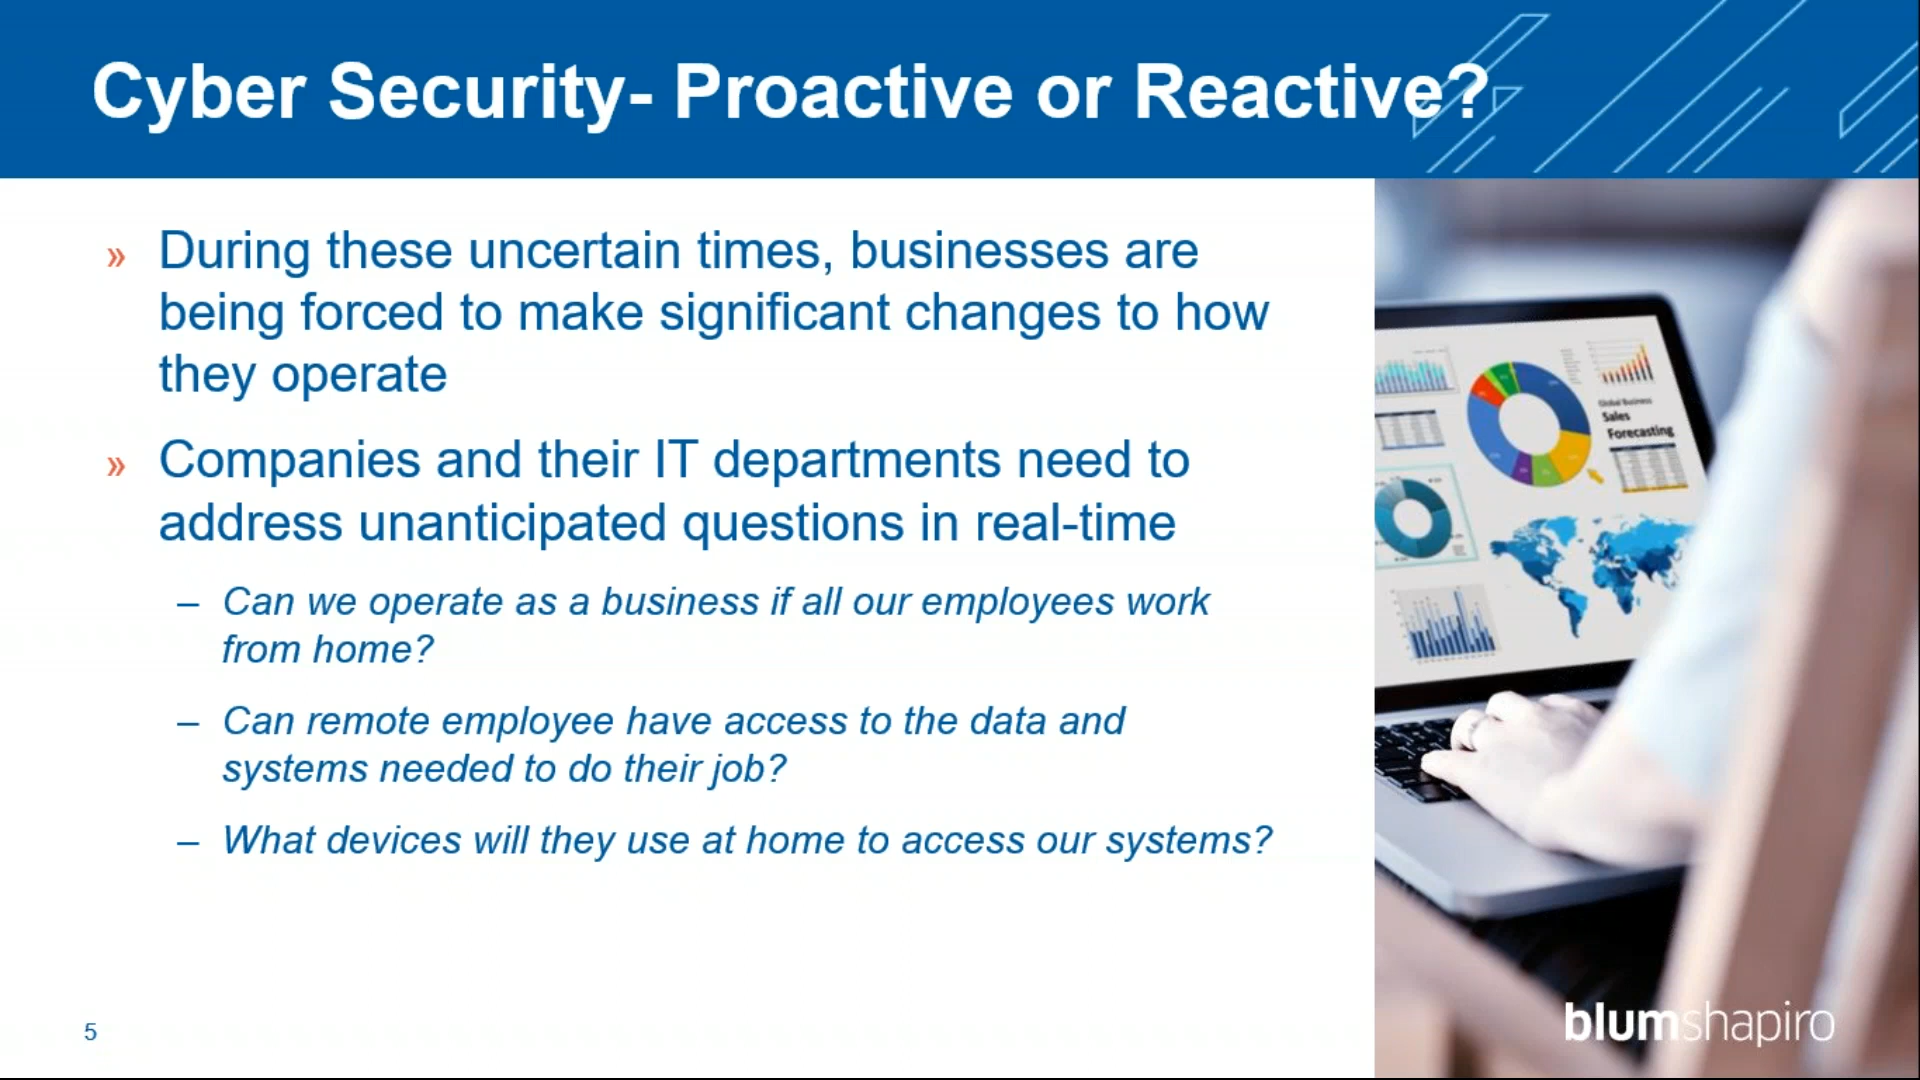 Cyber Security- Proactive or Reactive?
» During these uncertain times, businesses are
being forced to make significant changes to how
they operate
» Companies and their IT departments need to
address unanticipated questions in real-time
– Can we operate as a business if all our employees work
from home?
– Can remote employee have access to the data and
systems needed to do their job?
– What devices will they use at home to access our systems?
Global Business
Sales
Forecasting
5
blumshapiro